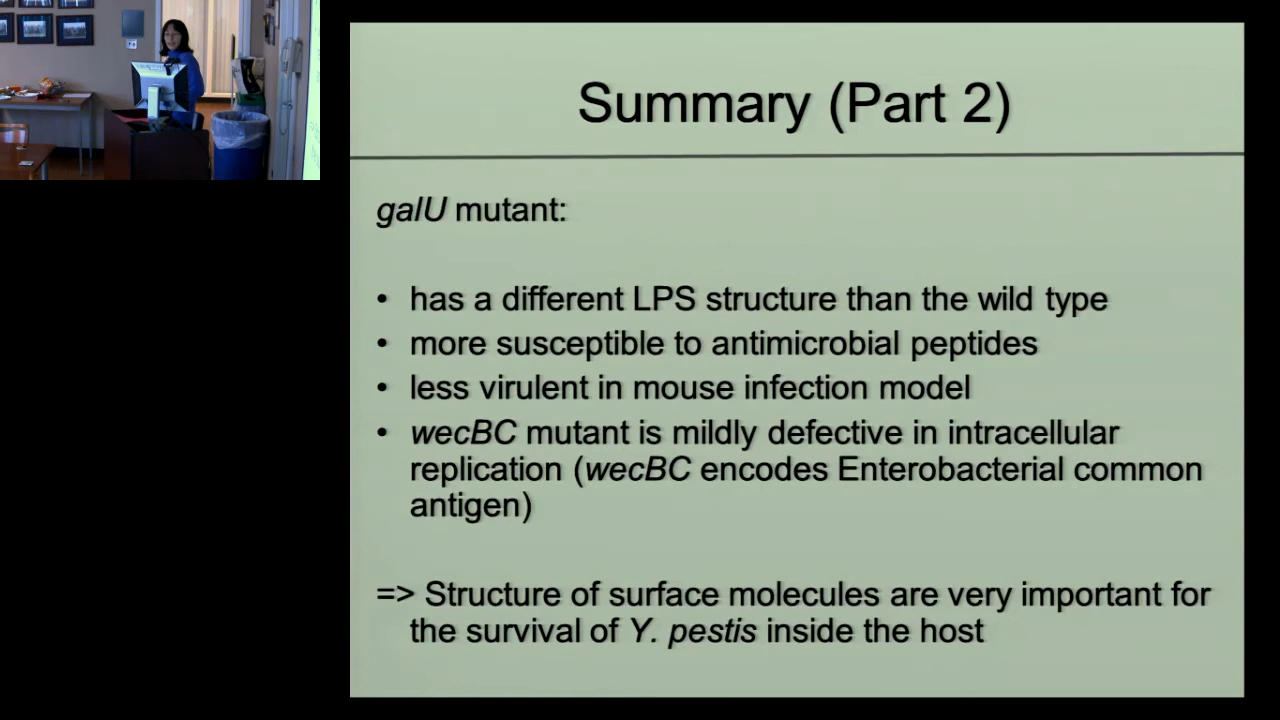 Summary (Part 2)
galU mutant:
• has a different LPS structure than the wild type
• more susceptible to antimicrobial peptides
• less virulent in mouse infection model
• wecBC mutant is mildly defective in intracellular
replication (wecBC encodes Enterobacterial common
antigen)
=> Structure of surface molecules are very important for
the survival of Y. pestis inside the host